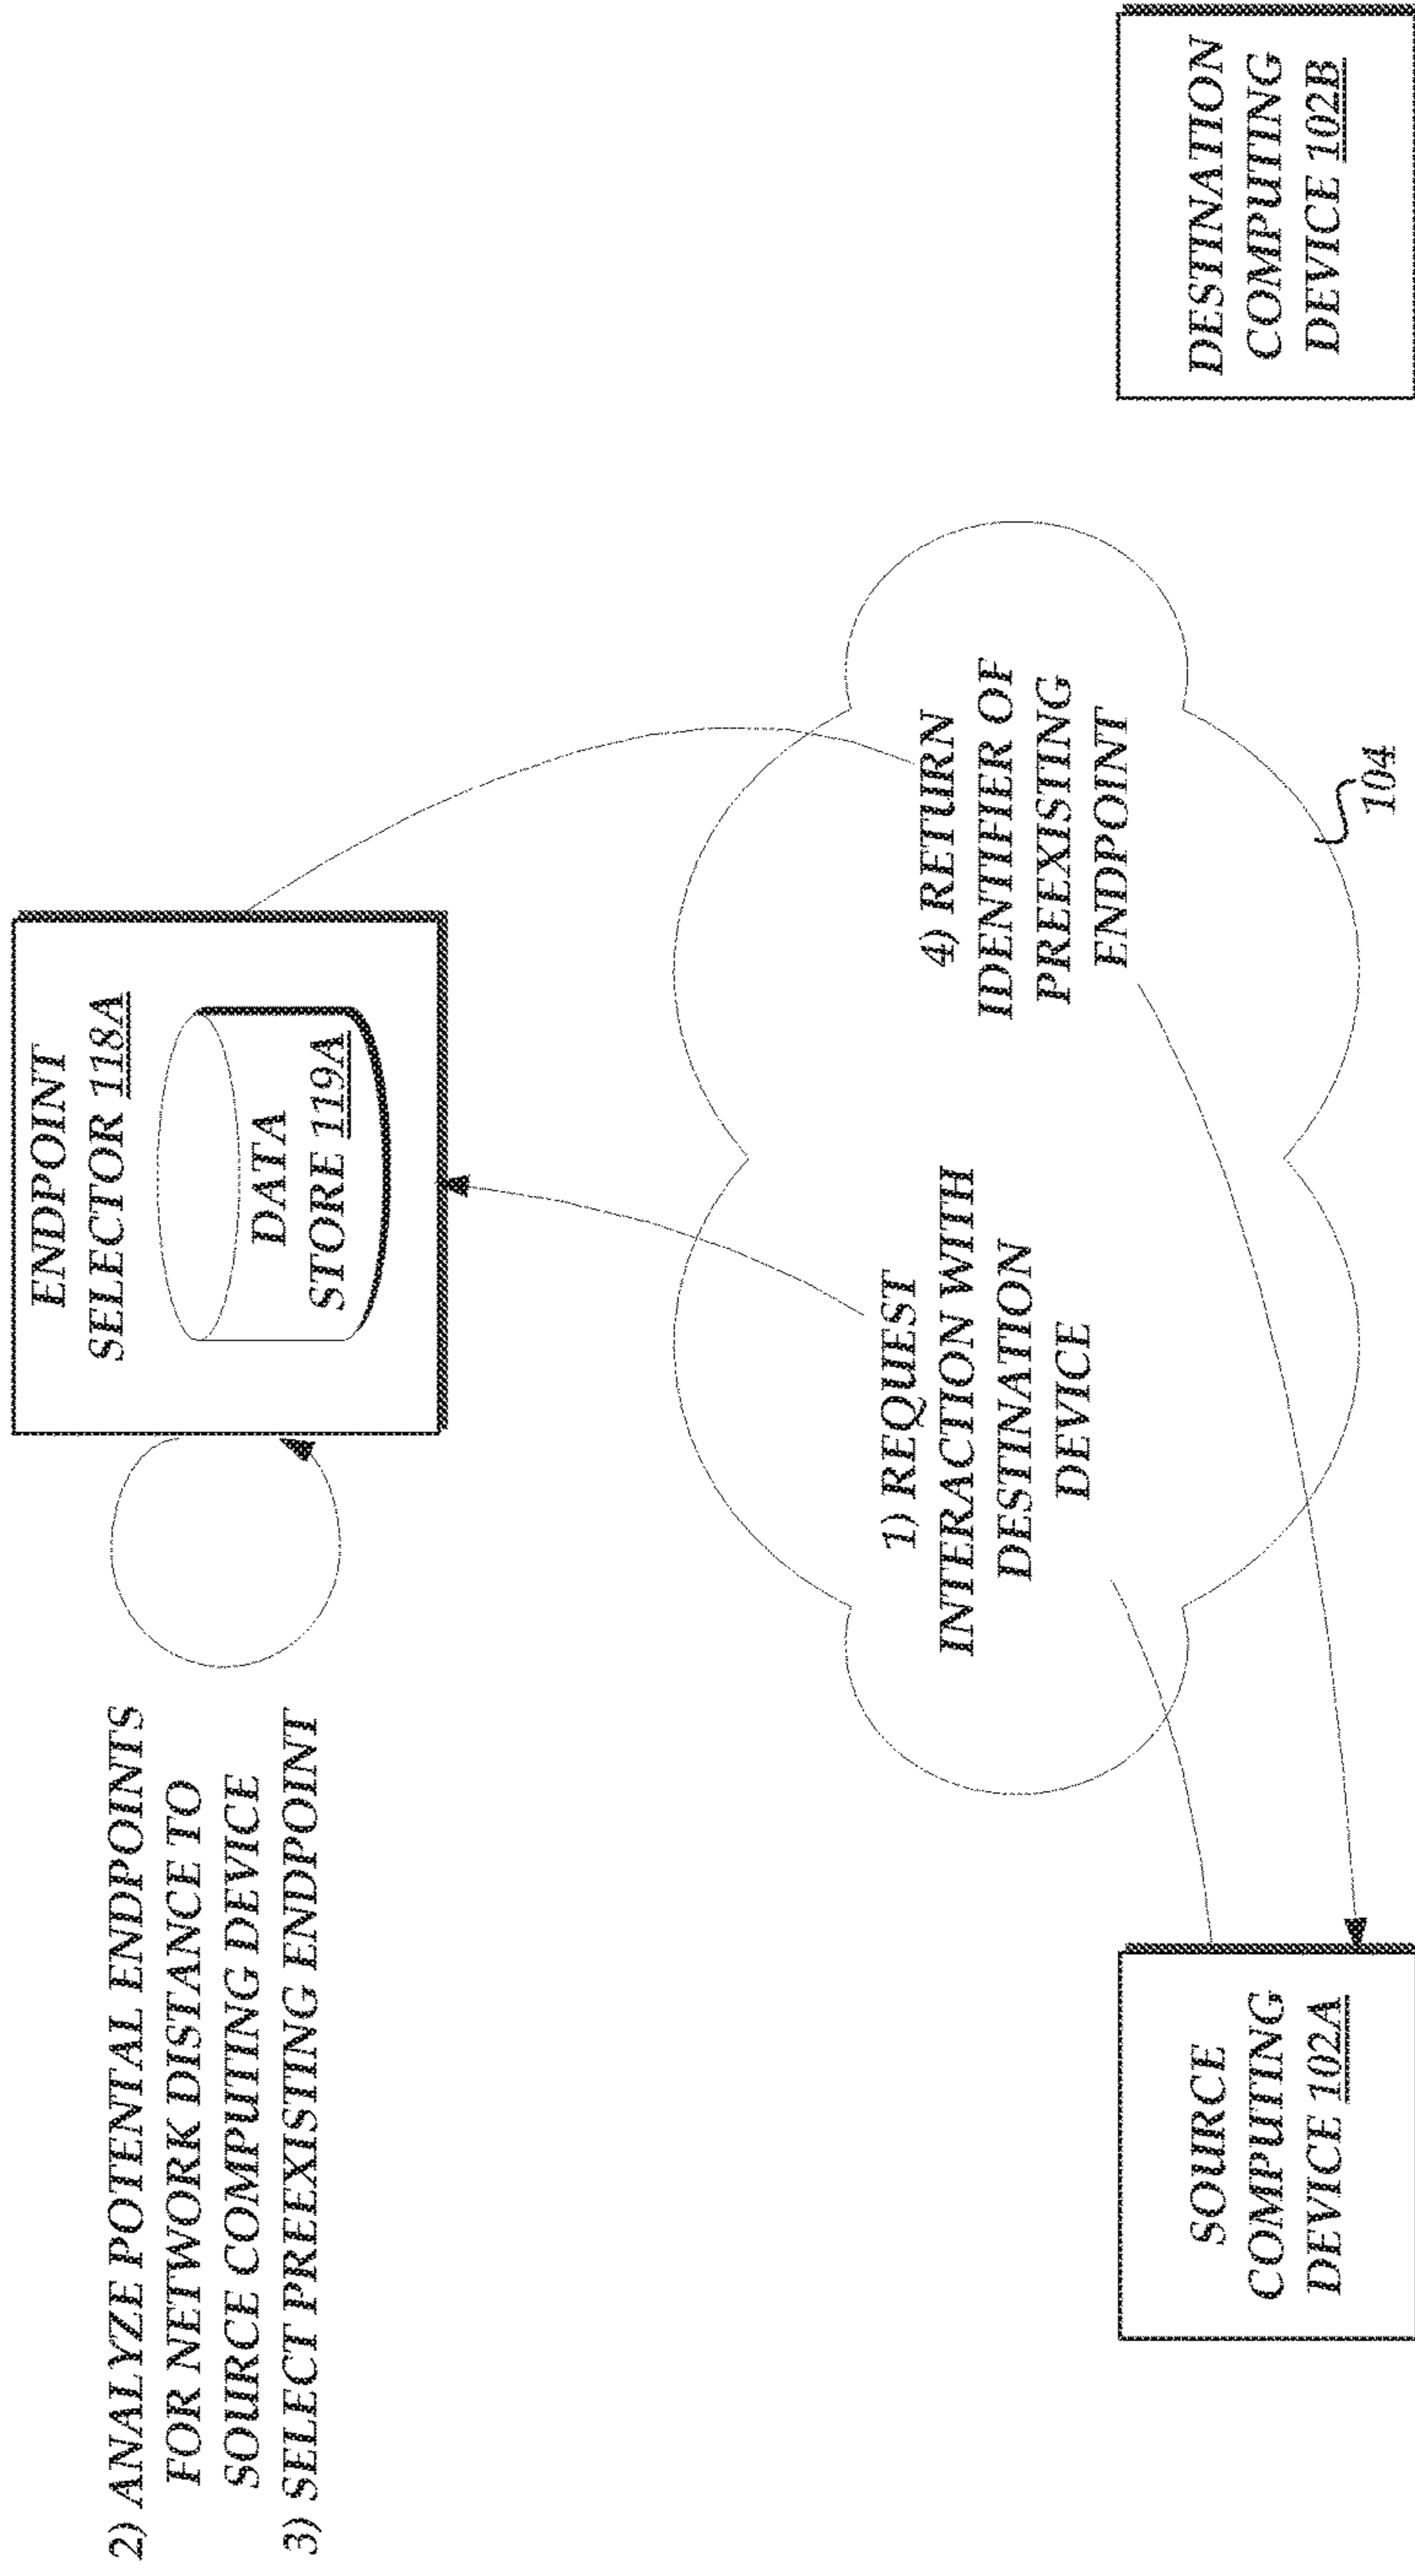 2) ANALYZE POTENTIAL ENDPOINTS
FOR NETWORK DISTANCE TO
SOURCE COMPUTING DEVICE
3) SELECT PREEXISTING ENDPOINT
ENDPOINT
SELECTOR 118A
DATA
STORE 119A
1) REQUEST
INTERACTION WITH
DESTINATION
DEVICE
4) RETURN
IDENTIFIER OF
PREEXISTING
ENDPOINT
104
SOURCE
COMPUTING
DEVICE 102A
DESTINATION
COMPUTING
DEVICE 102B